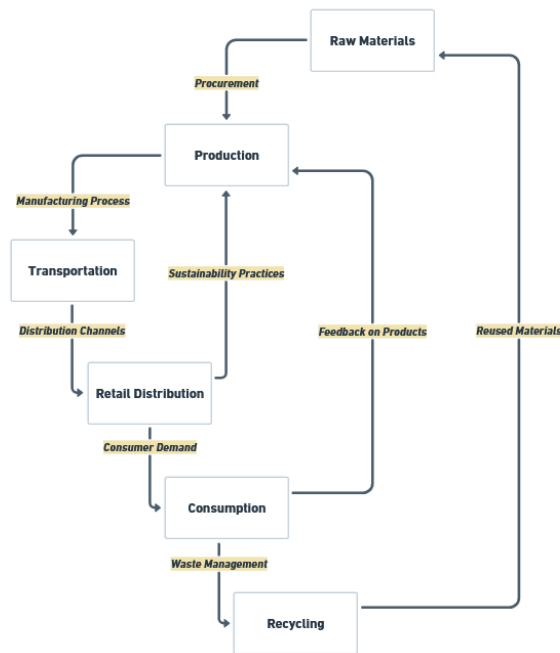 Raw Materials
Procurement
Production
Manufacturing Process
Transportation
Sustainability Practices
Distribution Channels
Feedback on Products
Reused Materials
Retail Distribution
Consumer Demand
Consumption
Waste Management
Recycling